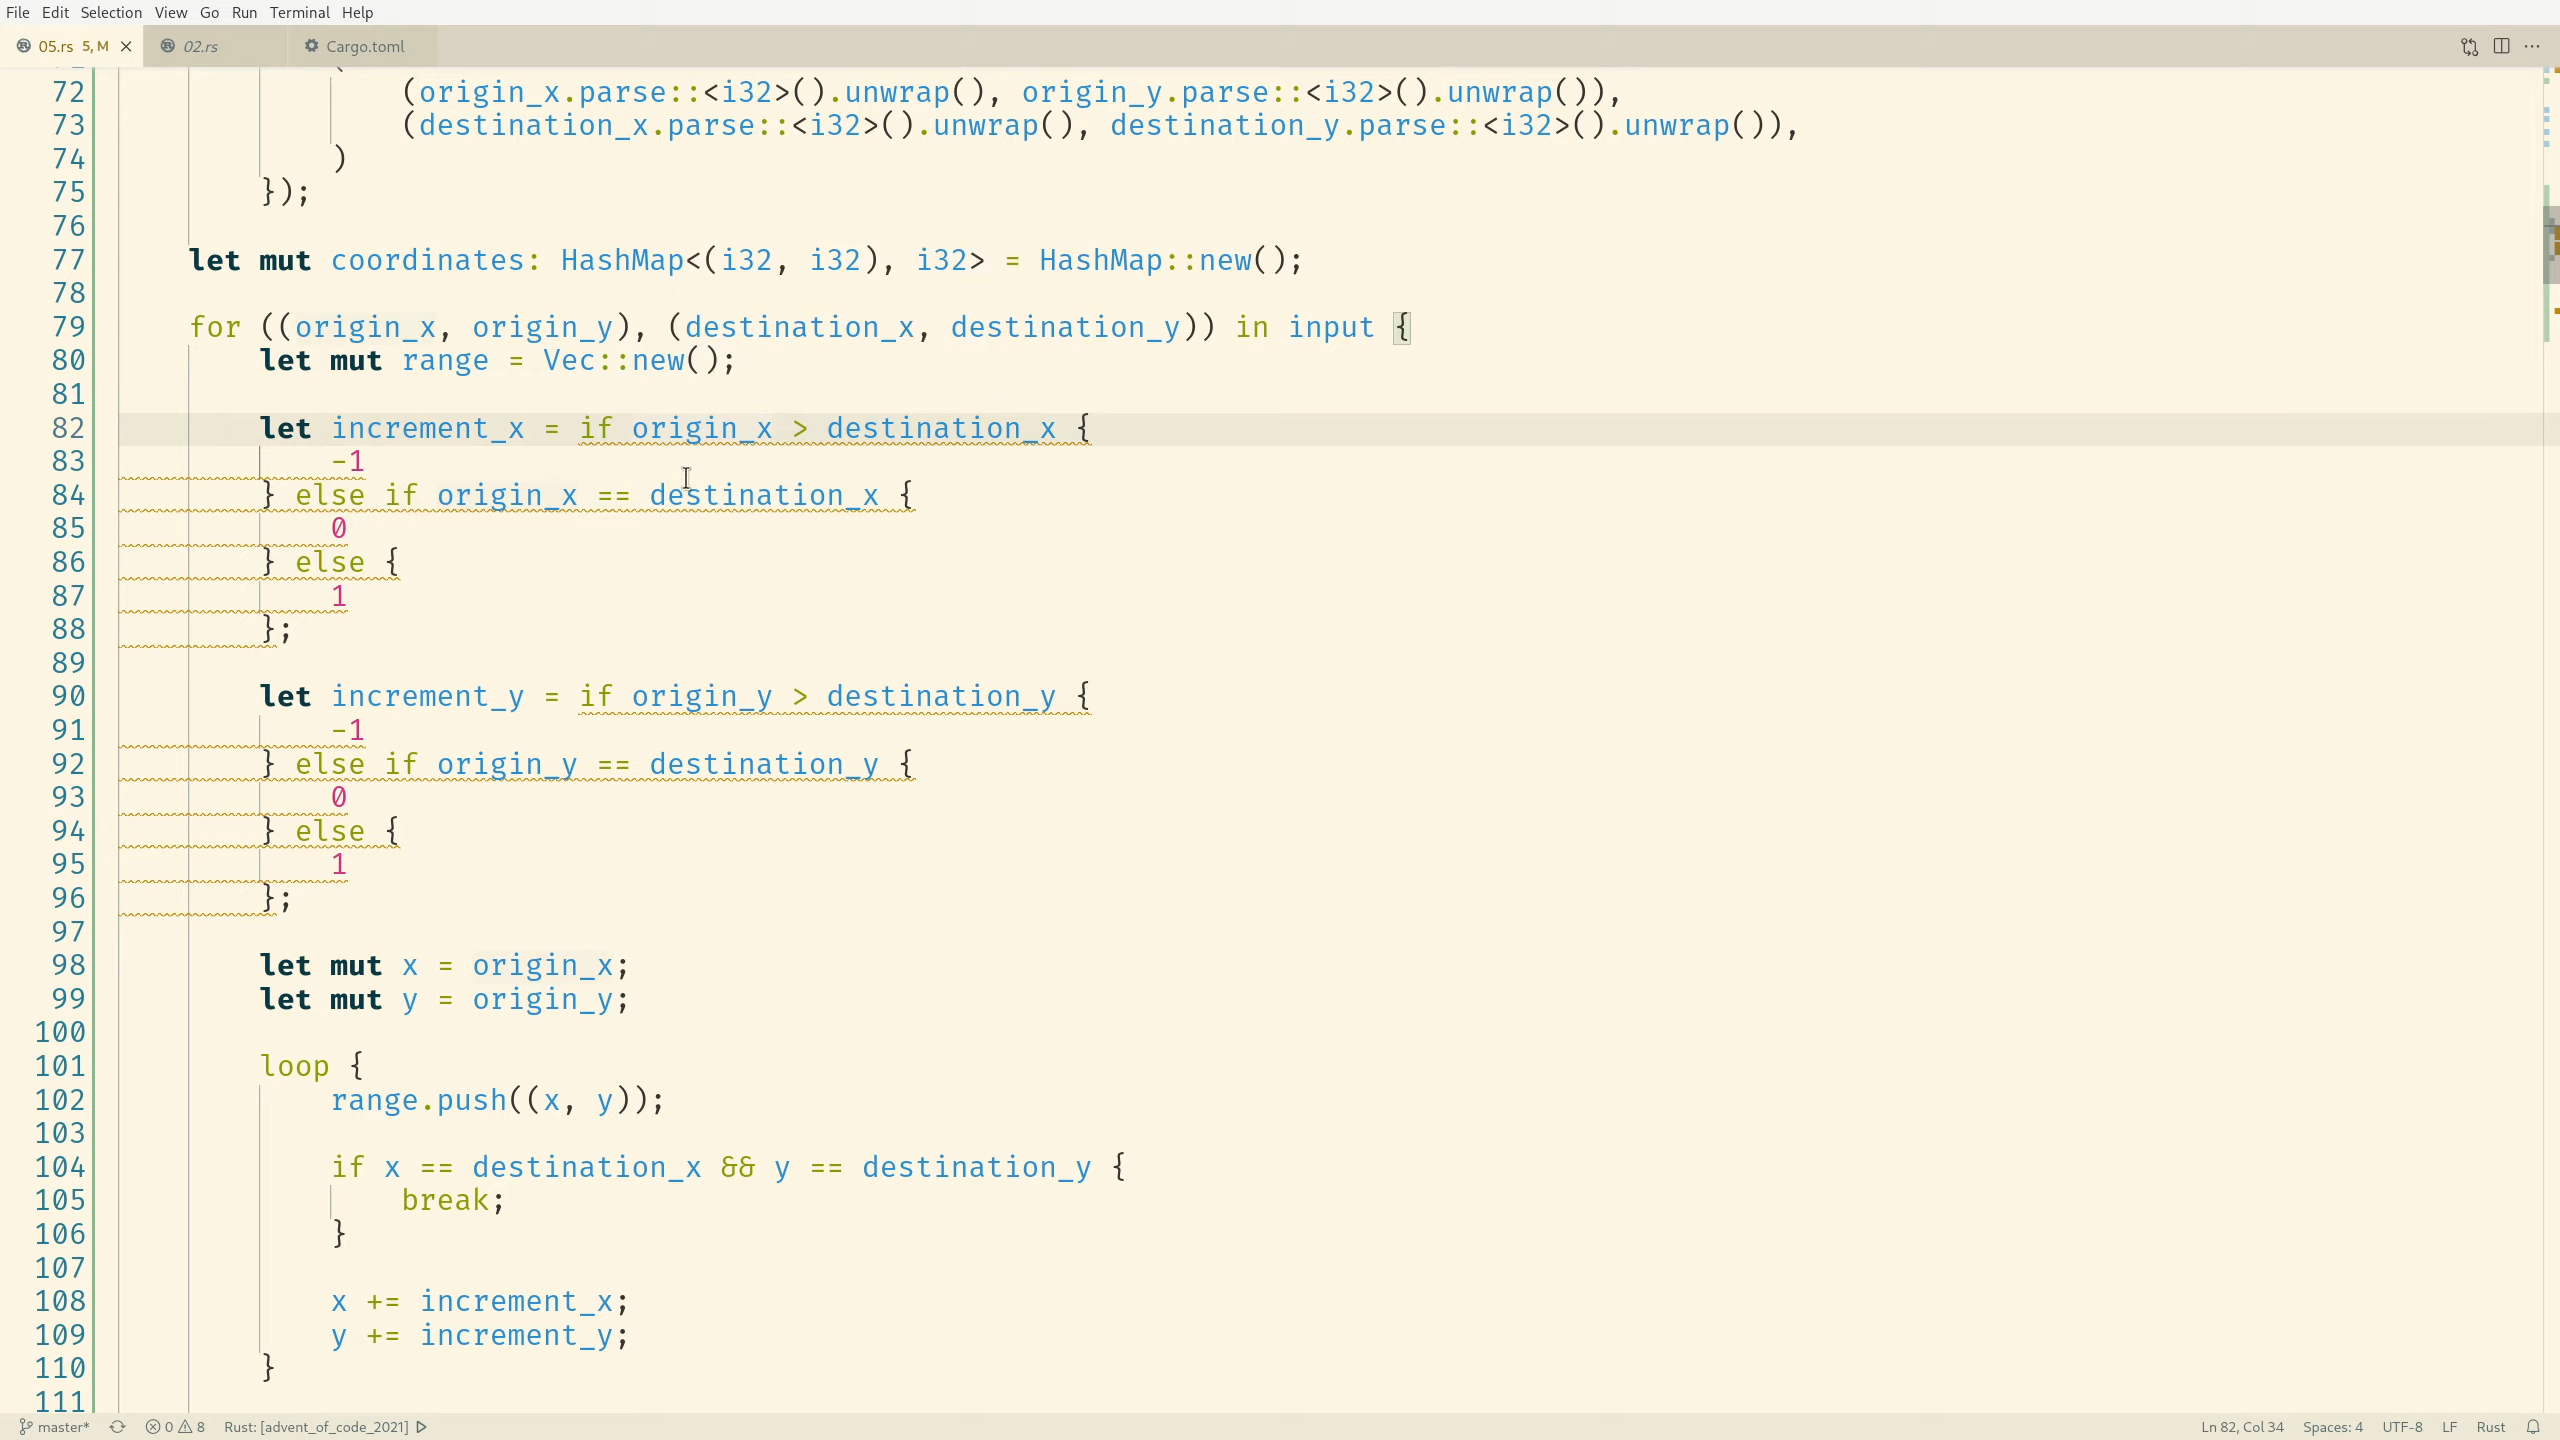 File Edit Selection View Go Run Terminal Help
05.rs 5, M 02.rs Cargo.toml
72 (origin_x.parse::<i32>().unwrap(), origin_y.parse::<i32>().unwrap()),
73 (destination_x.parse::<i32>().unwrap(), destination_y.parse::<i32>().unwrap()),
74 )
75 });
76
77 let mut coordinates: HashMap<(i32, i32), i32> = HashMap::new();
78
79 for ((origin_x, origin_y), (destination_x, destination_y)) in input {
80 let mut range = Vec::new();
81
82 let increment_x = if origin_x > destination_x {
83 -1
84 } else if origin_x == destination_x {
85 0
86 } else {
87 1
88 };
89
90 let increment_y = if origin_y > destination_y {
91 -1
92 } else if origin_y == destination_y {
93 0
94 } else {
95 1
96 };
97
98 let mut x = origin_x;
99 let mut y = origin_y;
100
101 loop {
102 range.push((x, y));
103
104 if x == destination_x && y == destination_y {
105 break;
106 }
107
108 x += increment_x;
109 y += increment_y;
110 }
111
master* 0 8 Rust: [advent_of_code_2021] Ln 82, Col 34 Spaces: 4 UTF-8 LF Rust